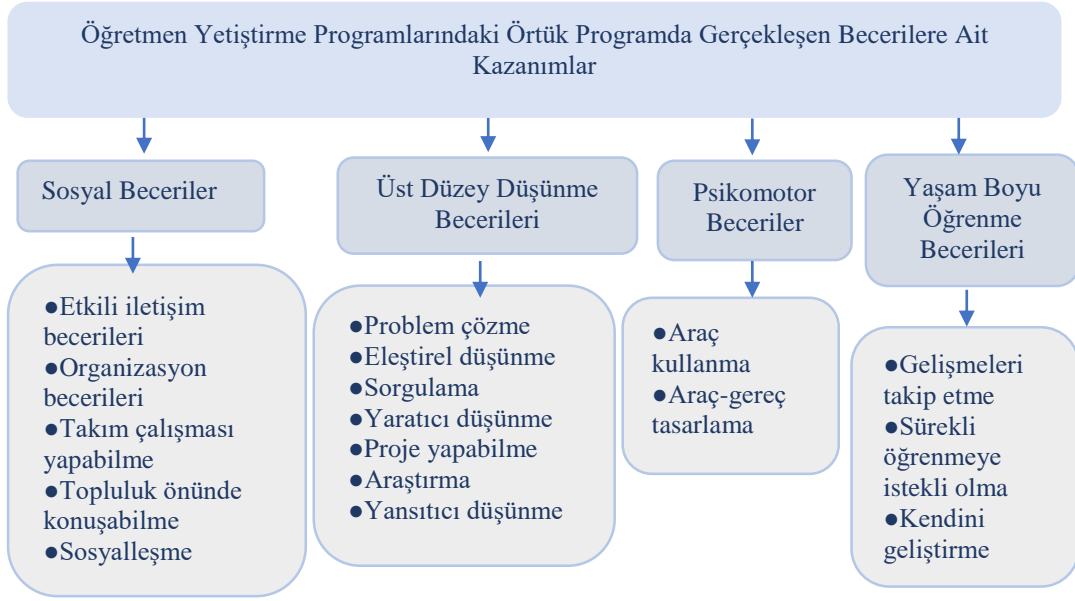 Öğretmen Yetiştirme Programlarındaki Örtük Programda Gerçekleşen Becerilere Ait
Kazanımlar
Sosyal Beceriler
●Etkili iletişim
becerileri
●Organizasyon
becerileri
●Takım çalışması
yapabilme
●Topluluk önünde
konuşabilme
●Sosyalleşme
Üst Düzey Düşünme
Becerileri
●Problem çözme
●Eleştirel düşünme
●Sorgulama
●Yaratıcı düşünme
●Proje yapabilme
●Araştırma
●Yansıtıcı düşünme
Psikomotor
Beceriler
●Araç
kullanma
●Araç-gereç
tasarlama
Yaşam Boyu
Öğrenme
Becerileri
●Gelişmeleri
takip etme
●Sürekli
öğrenmeye
istekli olma
●Kendini
geliştirme